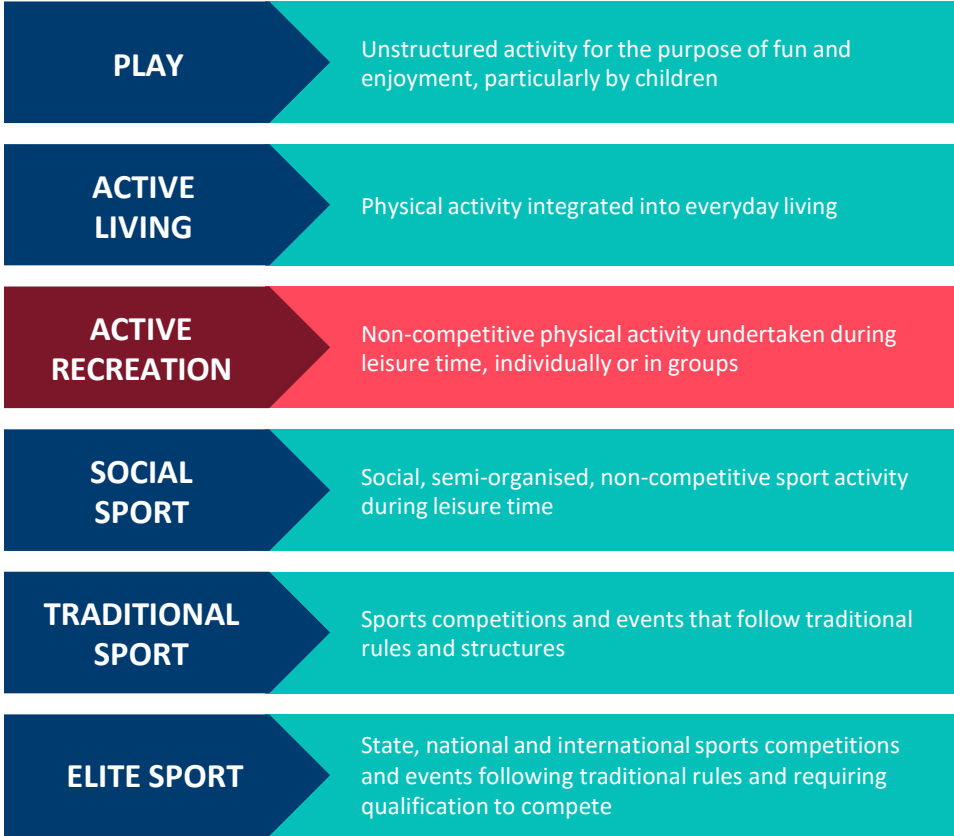 PLAY
Unstructured activity for the purpose of fun and
enjoyment, particularly by children
ACTIVE
LIVING
Physical activity integrated into everyday living
ACTIVE
RECREATION
Non-competitive physical activity undertaken during
leisure time, individually or in groups
SOCIAL
SPORT
Social, semi-organised, non-competitive sport activity
during leisure time
TRADITIONAL
SPORT
Sports competitions and events that follow traditional
rules and structures
ELITE SPORT
State, national and international sports competitions
and events following traditional rules and requiring
qualification to compete